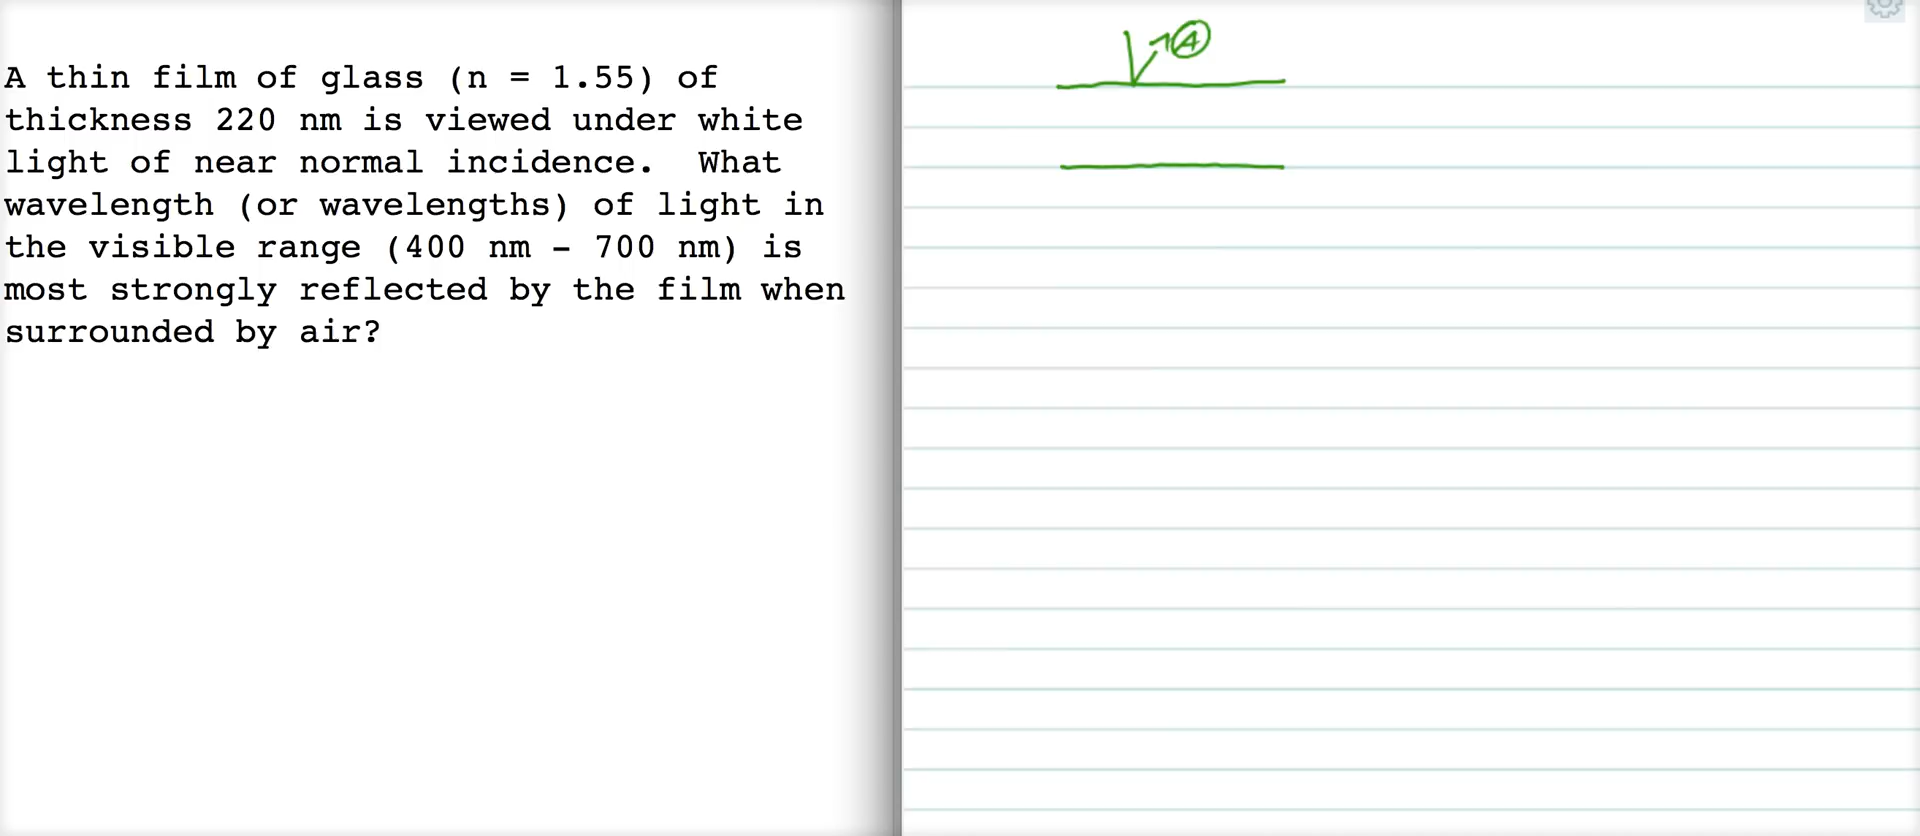 A thin film of glass (n = 1.55) of
thickness 220 nm is viewed under white
light of near normal incidence.  What
wavelength (or wavelengths) of light in
the visible range (400 nm – 700 nm) is
most strongly reflected by the film when
surrounded by air?
A